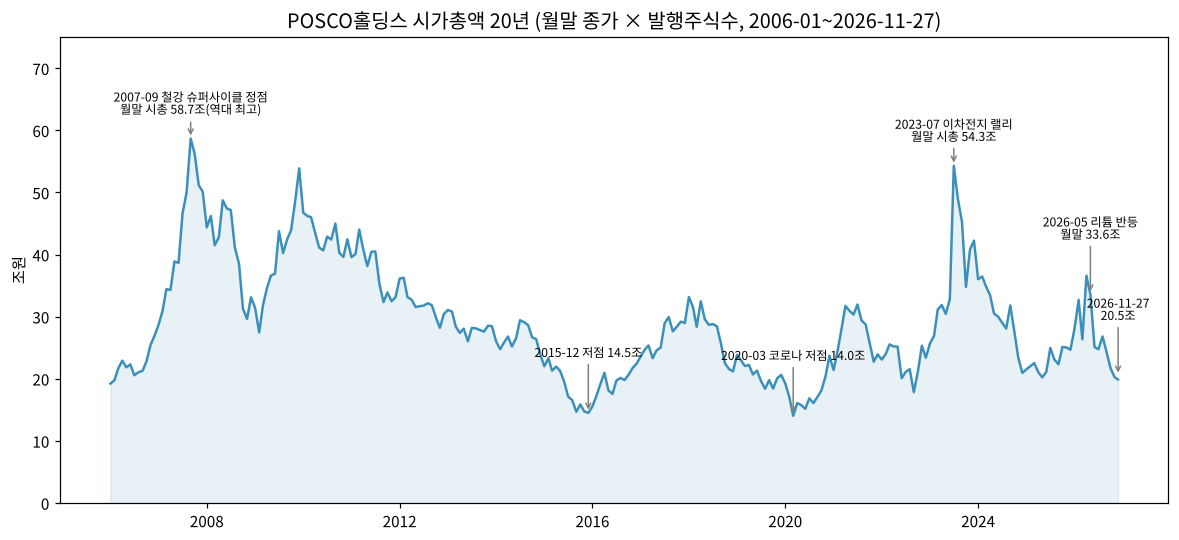 POSCO홀딩스 시가총액 20년 (월말 종가 × 발행주식수, 2006-01~2026-11-27)
조원
70
60
50
40
30
20
10
0
2007-09 철강 슈퍼사이클 정점
월말 시총 58.7조(역대 최고)
2023-07 이차전지 랠리
월말 시총 54.3조
2026-05 리튬 반등
월말 33.6조
2026-11-27
20.5조
2015-12 저점 14.5조
2020-03 코로나 저점 14.0조
2008
2012
2016
2020
2024